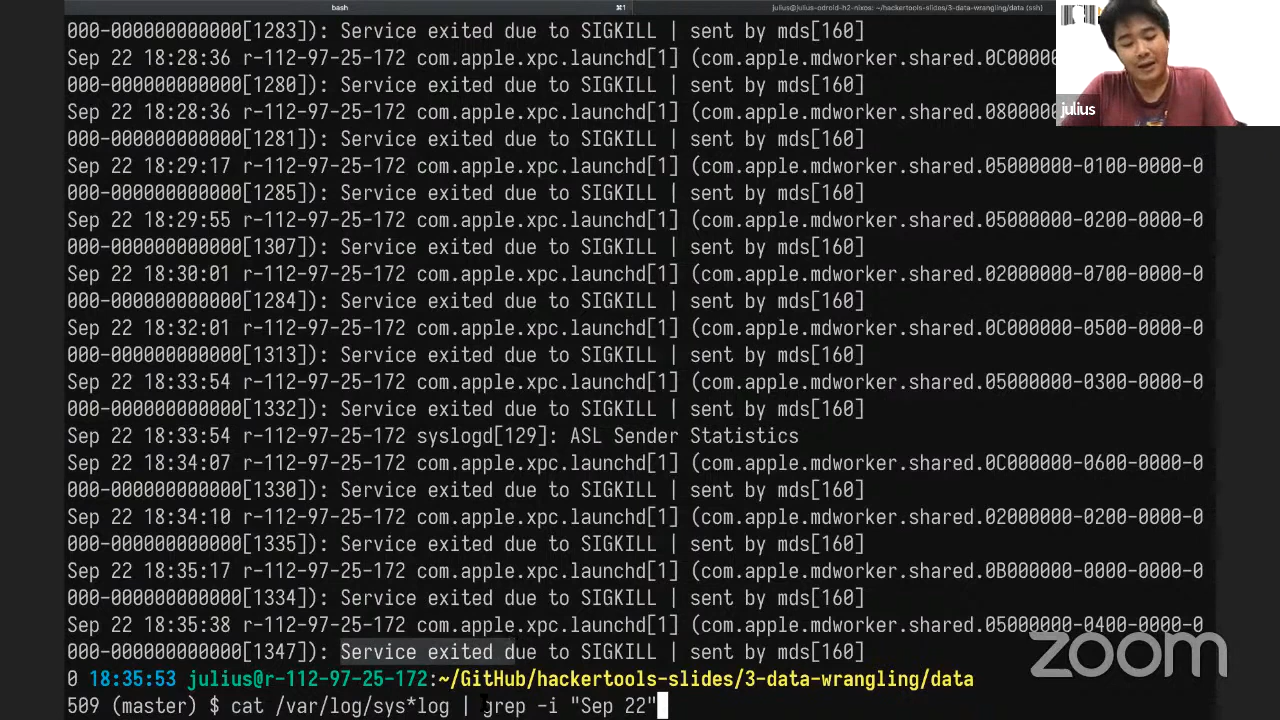 bash ⌘1 julius@julius-odroid-h2-nixos: ~/hackertools-slides/3-data-wrangling/data (ssh)
000-000000000000[1283]): Service exited due to SIGKILL | sent by mds[160]
Sep 22 18:28:36 r-112-97-25-172 com.apple.xpc.launchd[1] (com.apple.mdworker.shared.0C00000
000-000000000000[1280]): Service exited due to SIGKILL | sent by mds[160]
Sep 22 18:28:36 r-112-97-25-172 com.apple.xpc.launchd[1] (com.apple.mdworker.shared.0800000
julius
000-000000000000[1281]): Service exited due to SIGKILL | sent by mds[160]
Sep 22 18:29:17 r-112-97-25-172 com.apple.xpc.launchd[1] (com.apple.mdworker.shared.05000000-0100-0000-0
000-000000000000[1285]): Service exited due to SIGKILL | sent by mds[160]
Sep 22 18:29:55 r-112-97-25-172 com.apple.xpc.launchd[1] (com.apple.mdworker.shared.05000000-0200-0000-0
000-000000000000[1307]): Service exited due to SIGKILL | sent by mds[160]
Sep 22 18:30:01 r-112-97-25-172 com.apple.xpc.launchd[1] (com.apple.mdworker.shared.02000000-0700-0000-0
000-000000000000[1284]): Service exited due to SIGKILL | sent by mds[160]
Sep 22 18:32:01 r-112-97-25-172 com.apple.xpc.launchd[1] (com.apple.mdworker.shared.0C000000-0500-0000-0
000-000000000000[1313]): Service exited due to SIGKILL | sent by mds[160]
Sep 22 18:33:54 r-112-97-25-172 com.apple.xpc.launchd[1] (com.apple.mdworker.shared.05000000-0300-0000-0
000-000000000000[1332]): Service exited due to SIGKILL | sent by mds[160]
Sep 22 18:33:54 r-112-97-25-172 syslogd[129]: ASL Sender Statistics
Sep 22 18:34:07 r-112-97-25-172 com.apple.xpc.launchd[1] (com.apple.mdworker.shared.0C000000-0600-0000-0
000-000000000000[1330]): Service exited due to SIGKILL | sent by mds[160]
Sep 22 18:34:10 r-112-97-25-172 com.apple.xpc.launchd[1] (com.apple.mdworker.shared.02000000-0200-0000-0
000-000000000000[1335]): Service exited due to SIGKILL | sent by mds[160]
Sep 22 18:35:17 r-112-97-25-172 com.apple.xpc.launchd[1] (com.apple.mdworker.shared.0B000000-0000-0000-0
000-000000000000[1334]): Service exited due to SIGKILL | sent by mds[160]
Sep 22 18:35:38 r-112-97-25-172 com.apple.xpc.launchd[1] (com.apple.mdworker.shared.05000000-0400-0000-0
000-000000000000[1347]): Service exited due to SIGKILL | sent by mds[160]
zoom
0 18:35:53 julius@r-112-97-25-172:~/GitHub/hackertools-slides/3-data-wrangling/data
509 (master) $ cat /var/log/sys*log | grep -i "Sep 22"